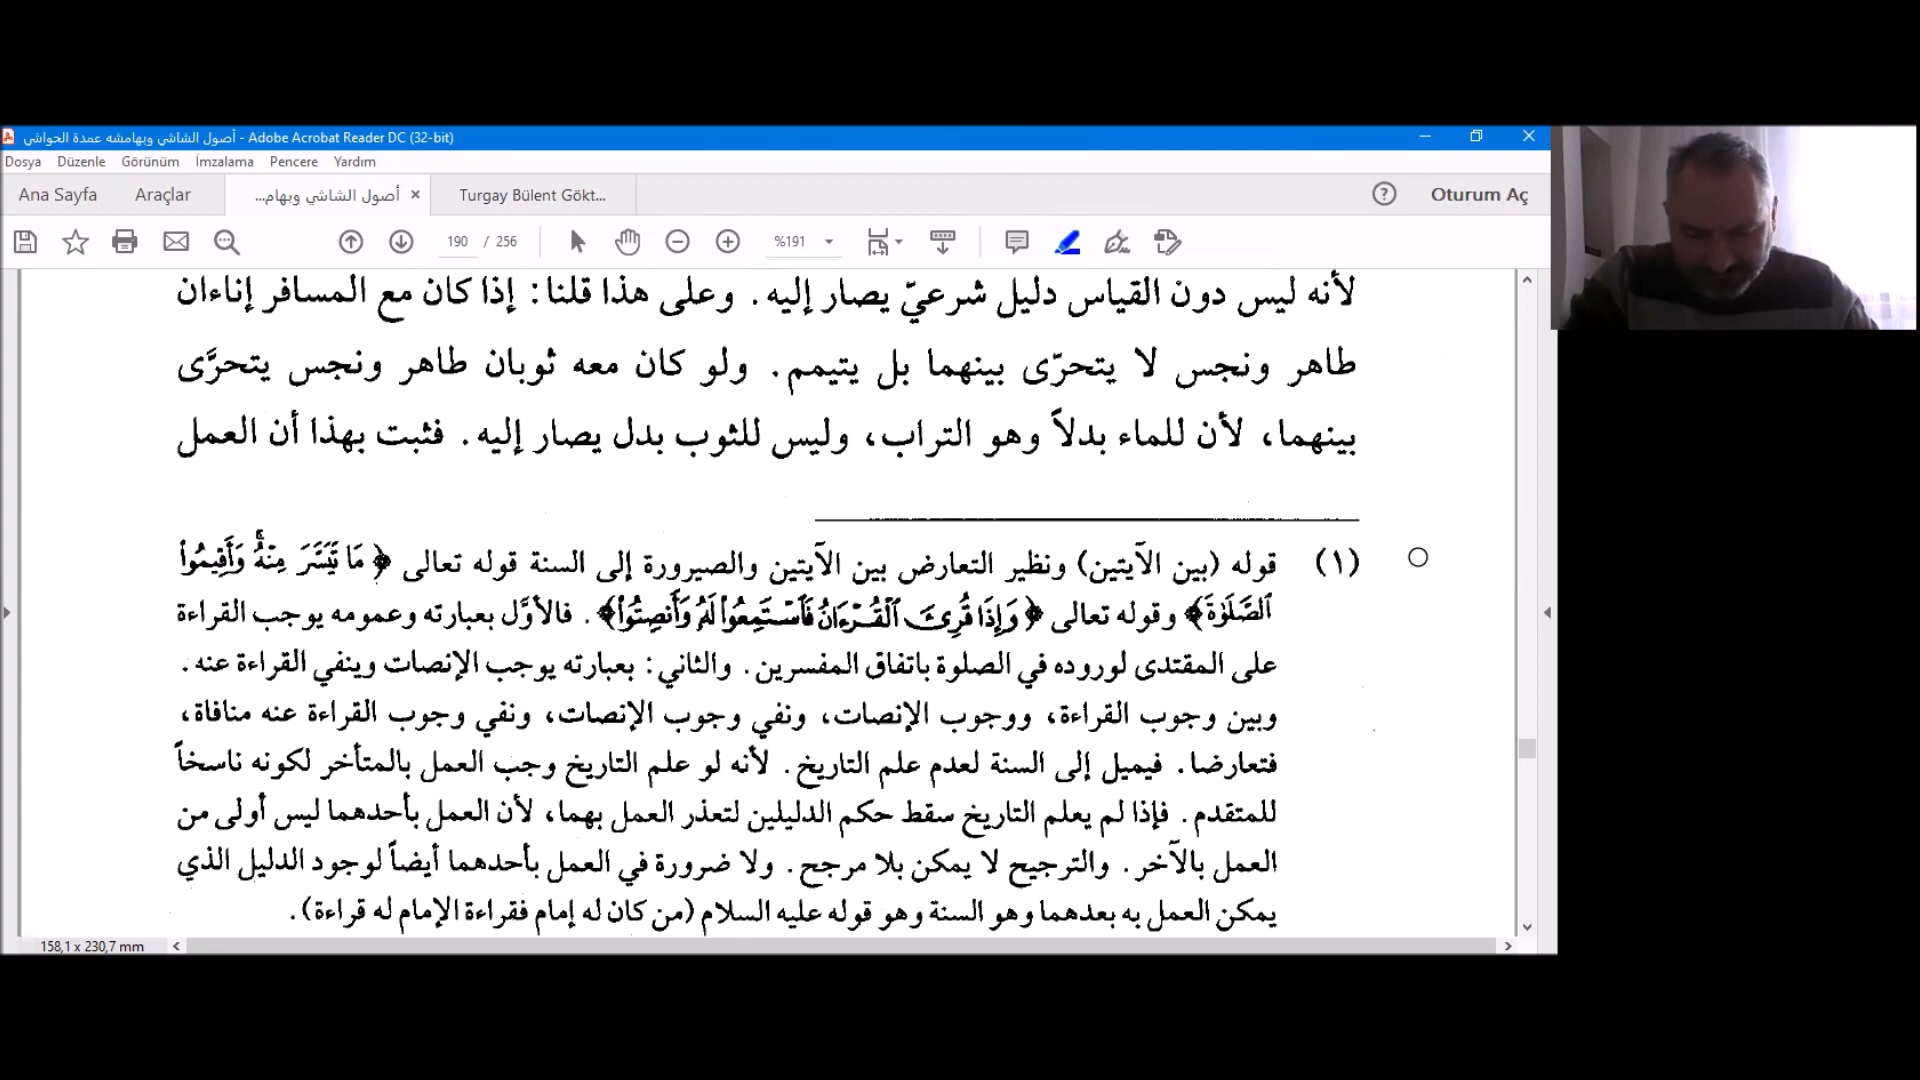 أصول الشاشي وبهامشه عمدة الحواشي - Adobe Acrobat Reader DC (32-bit)
Dosya Düzenle Görünüm İmzalama Pencere Yardım
Ana Sayfa Araçlar أصول الشاشي وبهام... Turgay Bülent Gökt... Oturum Aç
190 / 256 %191
لأنه ليس دون القياس دليل شرعيّ يصار إليه. وعلى هذا قلنا: إذا كان مع المسافر إناءان
طاهر ونجس لا يتحرّى بينهما بل يتيمم. ولو كان معه ثوبان طاهر ونجس يتحرَّى
بينهما، لأن للماء بدلاً وهو التراب، وليس للثوب بدل يصار إليه. فثبت بهذا أن العمل
(١) قوله (بين الآيتين) ونظير التعارض بين الآيتين والصيرورة إلى السنة قوله تعالى ﴿مَا تَيَسَّرَ مِنْهُ وَأَقِيمُواْ
ٱلصَّلَوٰةَ﴾ وقوله تعالى ﴿وَإِذَا قُرِئَ ٱلْقُرْءَانُ فَٱسْتَمِعُواْ لَهُ وَأَنصِتُواْ﴾. فالأوَّل بعبارته وعمومه يوجب القراءة
على المقتدى لوروده في الصلوة باتفاق المفسرين. والثاني: بعبارته يوجب الإنصات وينفي القراءة عنه.
وبين وجوب القراءة، ووجوب الإنصات، ونفي وجوب الإنصات، ونفي وجوب القراءة عنه منافاة،
فتعارضا. فيميل إلى السنة لعدم علم التاريخ. لأنه لو علم التاريخ وجب العمل بالمتأخر لكونه ناسخاً
للمتقدم. فإذا لم يعلم التاريخ سقط حكم الدليلين لتعذر العمل بهما، لأن العمل بأحدهما ليس أولى من
العمل بالآخر. والترجيح لا يمكن بلا مرجح. ولا ضرورة في العمل بأحدهما أيضاً لوجود الدليل الذي
يمكن العمل به بعدهما وهو السنة وهو قوله عليه السلام (من كان له إمام فقراءة الإمام له قراءة).
158,1 x 230,7 mm